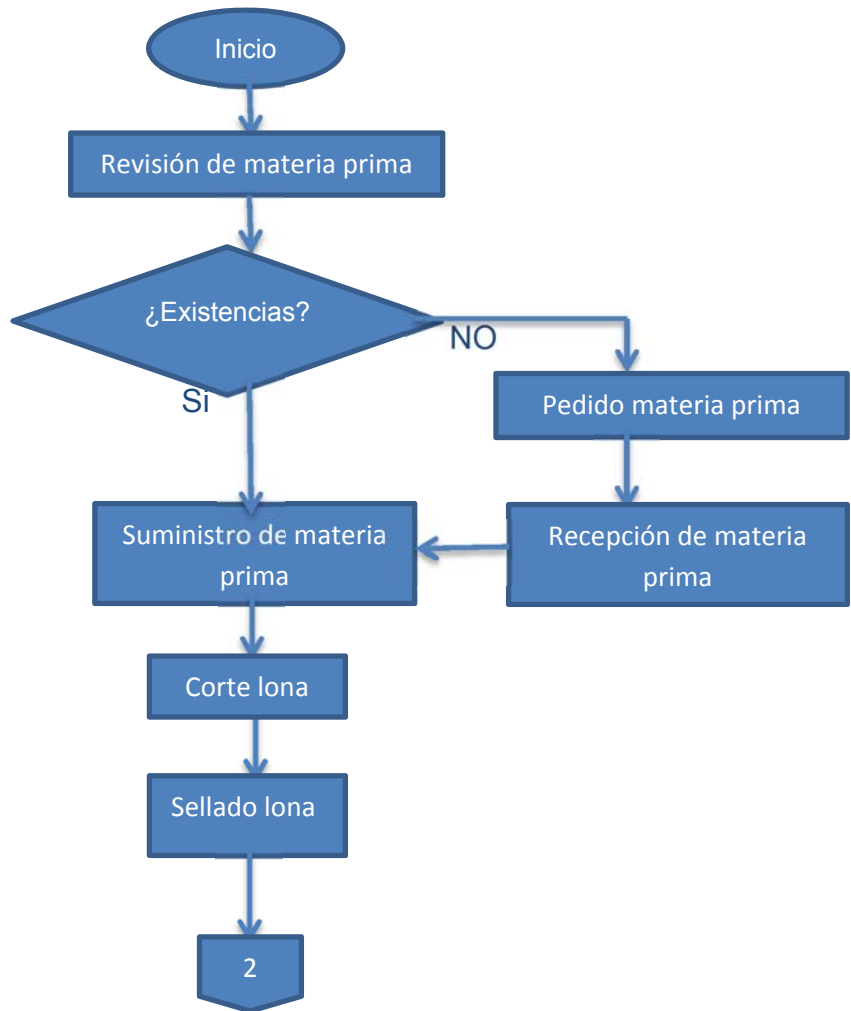 Inicio
Revisión de materia prima
¿Existencias?
NO
Si
Pedido materia prima
Suministro de materia
prima
Recepción de materia
prima
Corte lona
Sellado lona
2